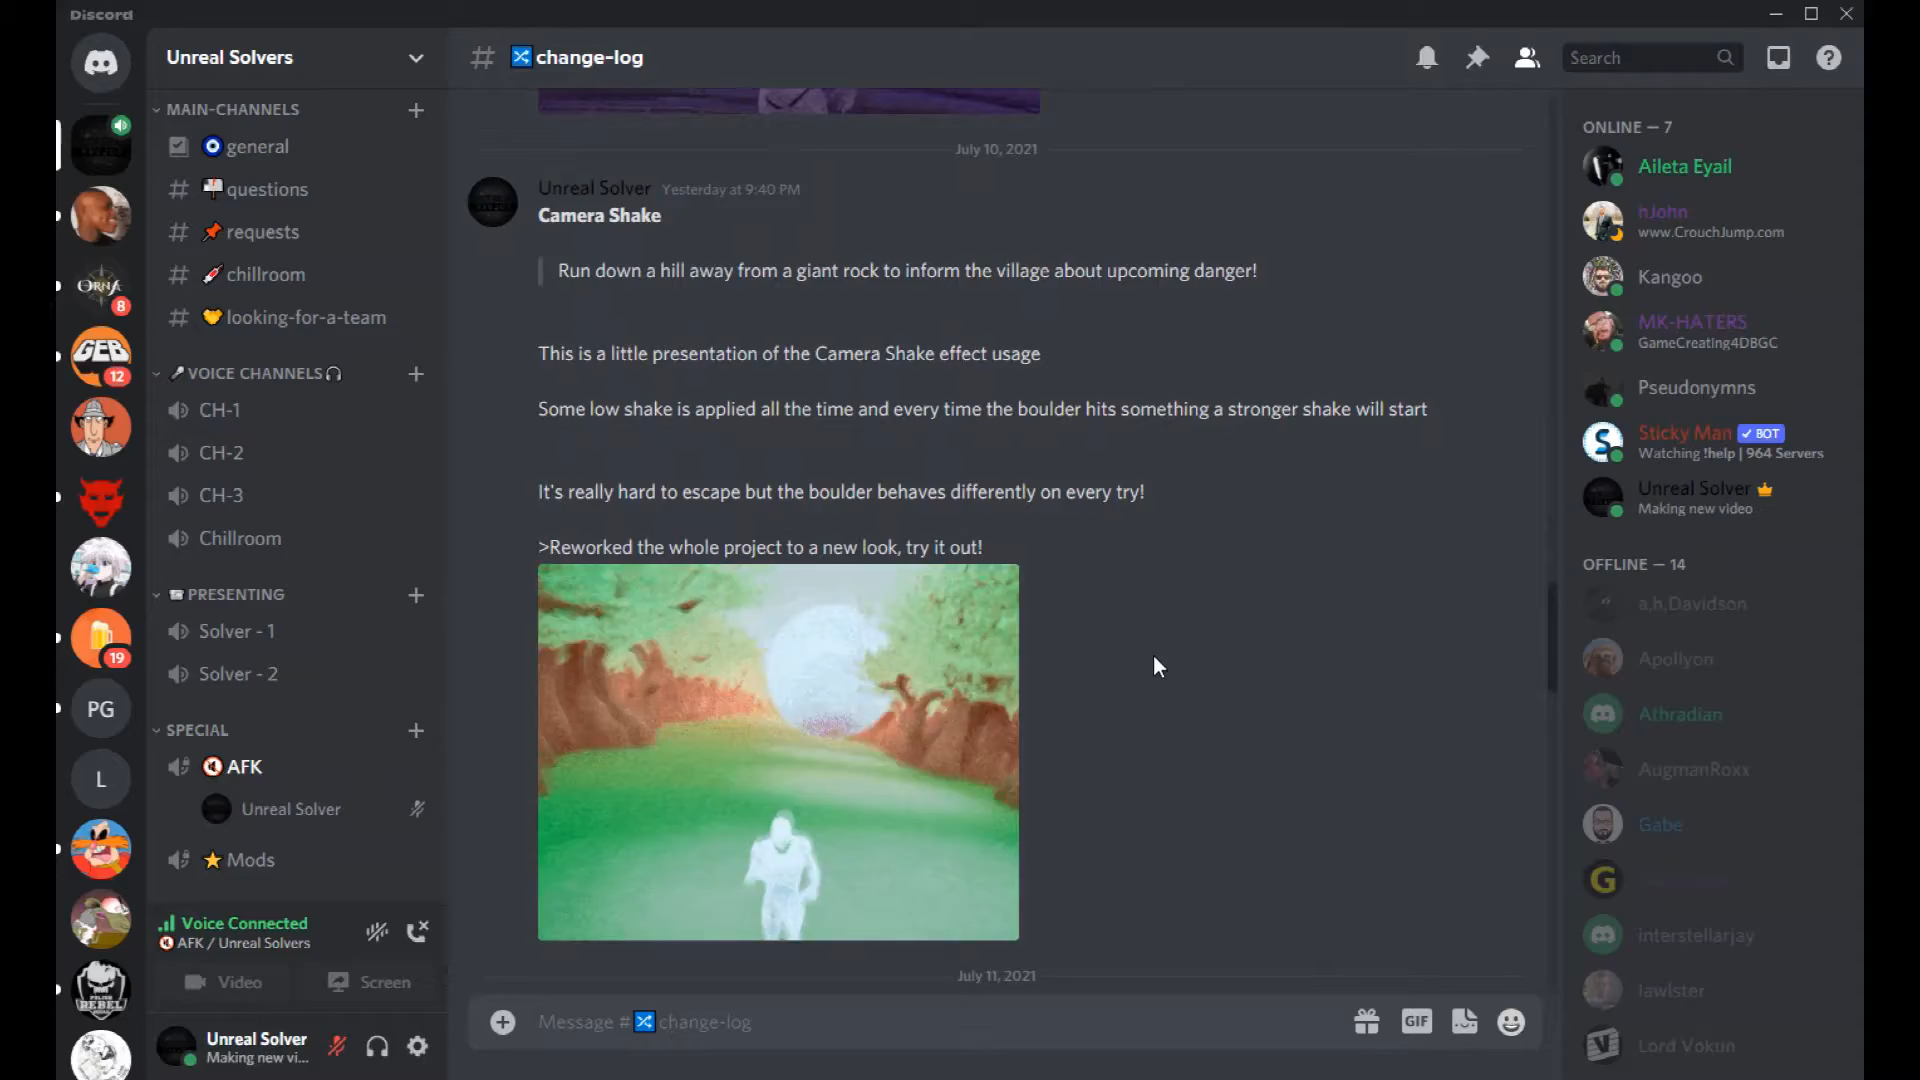 Discord
Unreal Solvers
change-log
Search
MAIN-CHANNELS
general
questions
requests
chillroom
looking-for-a-team
VOICE CHANNELS
CH-1
CH-2
CH-3
Chillroom
PRESENTING
Solver - 1
Solver - 2
SPECIAL
AFK
Unreal Solver
Mods
Voice Connected
AFK / Unreal Solvers
Video
Screen
Unreal Solver
Making new vi...
ORNA
8
GEB
12
19
PG
L
REBEL
July 10, 2021
Unreal Solver Yesterday at 9:40 PM
Camera Shake
Run down a hill away from a giant rock to inform the village about upcoming danger!
This is a little presentation of the Camera Shake effect usage
Some low shake is applied all the time and every time the boulder hits something a stronger shake will start
It's really hard to escape but the boulder behaves differently on every try!
>Reworked the whole project to a new look, try it out!
July 11, 2021
Message # change-log
GIF
ONLINE — 7
Aileta Eyail
hJohn
www.CrouchJump.com
Kangoo
MK-HATERS
GameCreating4DBGC
Pseudonymns
Sticky Man BOT
Watching !help | 964 Servers
Unreal Solver
Making new video
OFFLINE — 14
a.h.Davidson
Apollyon
Athradian
AugmanRoxx
Gabe
G
interstellarjay
lawlster
Lord Vokun